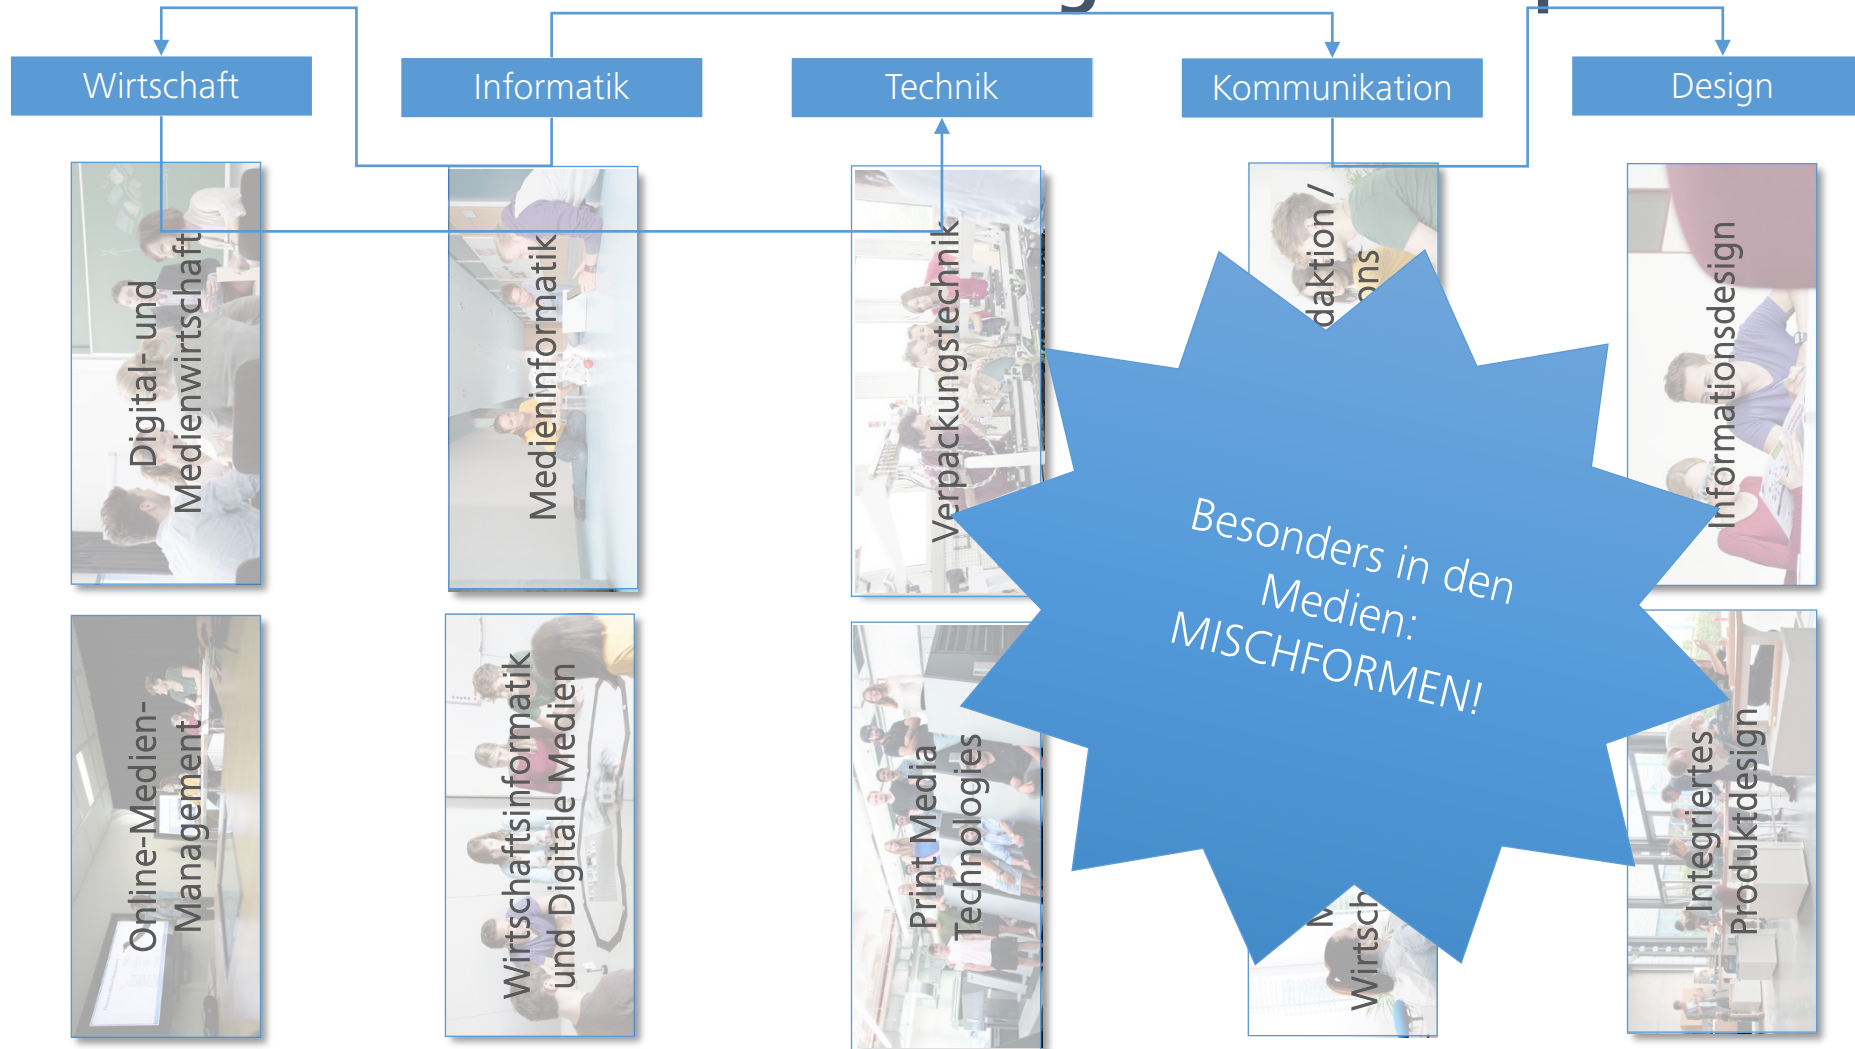 Wirtschaft
Informatik
Technik
Kommunikation
Design
Digital- und
Medienwirtschaft
Medieninformatik
Verpackungstechnik
Informationsdesign
Besonders in den
Medien:
MISCHFORMEN!
Online-Medien-
Management
Wirtschaftsinformatik
und Digitale Medien
Print Media
Technologies
Integriertes
Produktdesign